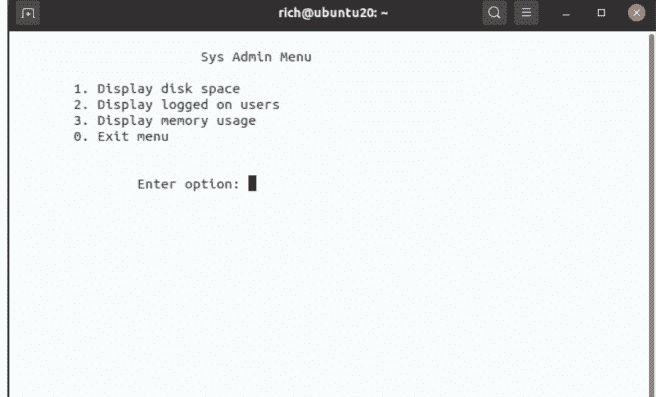 rich@ubuntu20: ~
Sys Admin Menu
1. Display disk space
2. Display logged on users
3. Display memory usage
0. Exit menu
Enter option: